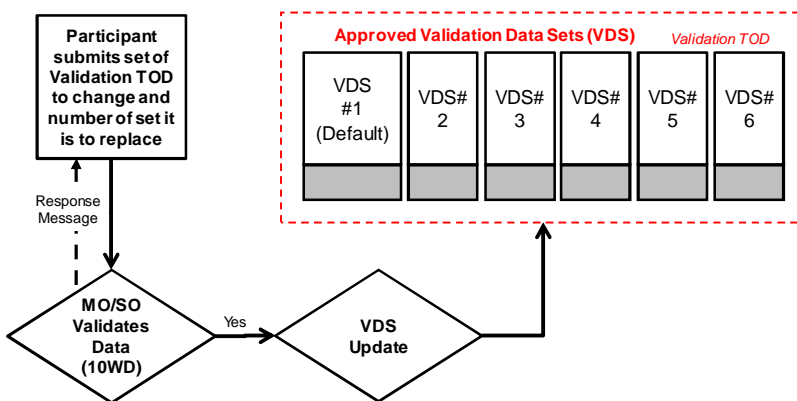 Participant
submits set of
Validation TOD
to change and
number of set it
is to replace
Approved Validation Data Sets (VDS)
Validation TOD
VDS
#1
(Default)
VDS#
2
VDS#
3
VDS#
4
VDS#
5
VDS#
6
Response
Message
MO/SO
Validates
Data
(10WD)
Yes
VDS
Update